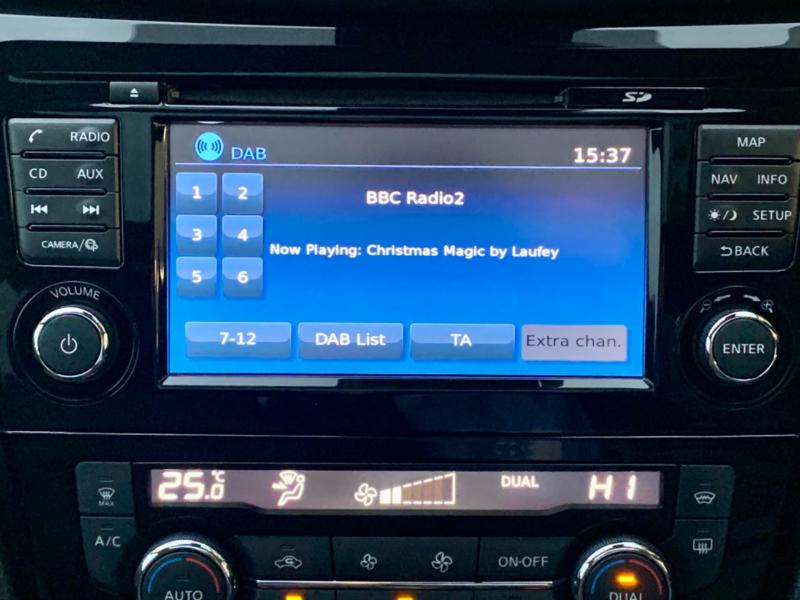 SD
RADIO
DAB
15:37
MAP
CD AUX
1 2
BBC Radio2
NAV INFO
3 4
Now Playing: Christmas Magic by Laufey
SETUP
CAMERA/
5 6
BACK
VOLUME
7-12 DAB List TA Extra chan.
ENTER
25.0°C
DUAL
HI
MAX
A/C
ON·OFF
AUTO
DUAL